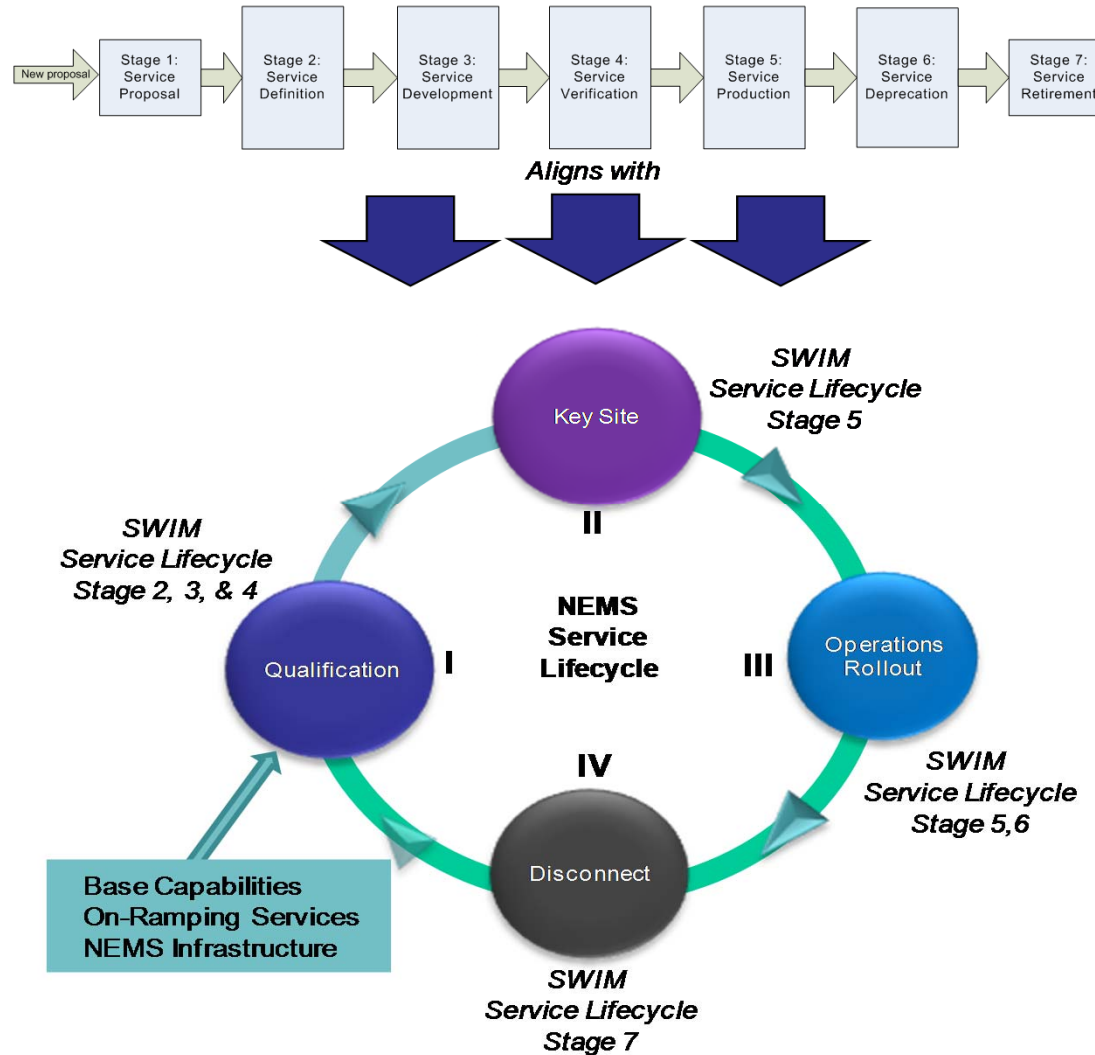 New proposal
Stage 1:
Service
Proposal
Stage 2:
Service
Definition
Stage 3:
Service
Development
Stage 4:
Service
Verification
Stage 5:
Service
Production
Stage 6:
Service
Deprecation
Stage 7:
Service
Retirement
Aligns with
Key Site
SWIM
Service Lifecycle
Stage 5
II
SWIM
Service Lifecycle
Stage 2, 3, & 4
NEMS
Service
Lifecycle
Qualification
I
III
Operations
Rollout
IV
SWIM
Service Lifecycle
Stage 5,6
Disconnect
Base Capabilities
On-Ramping Services
NEMS Infrastructure
SWIM
Service Lifecycle
Stage 7